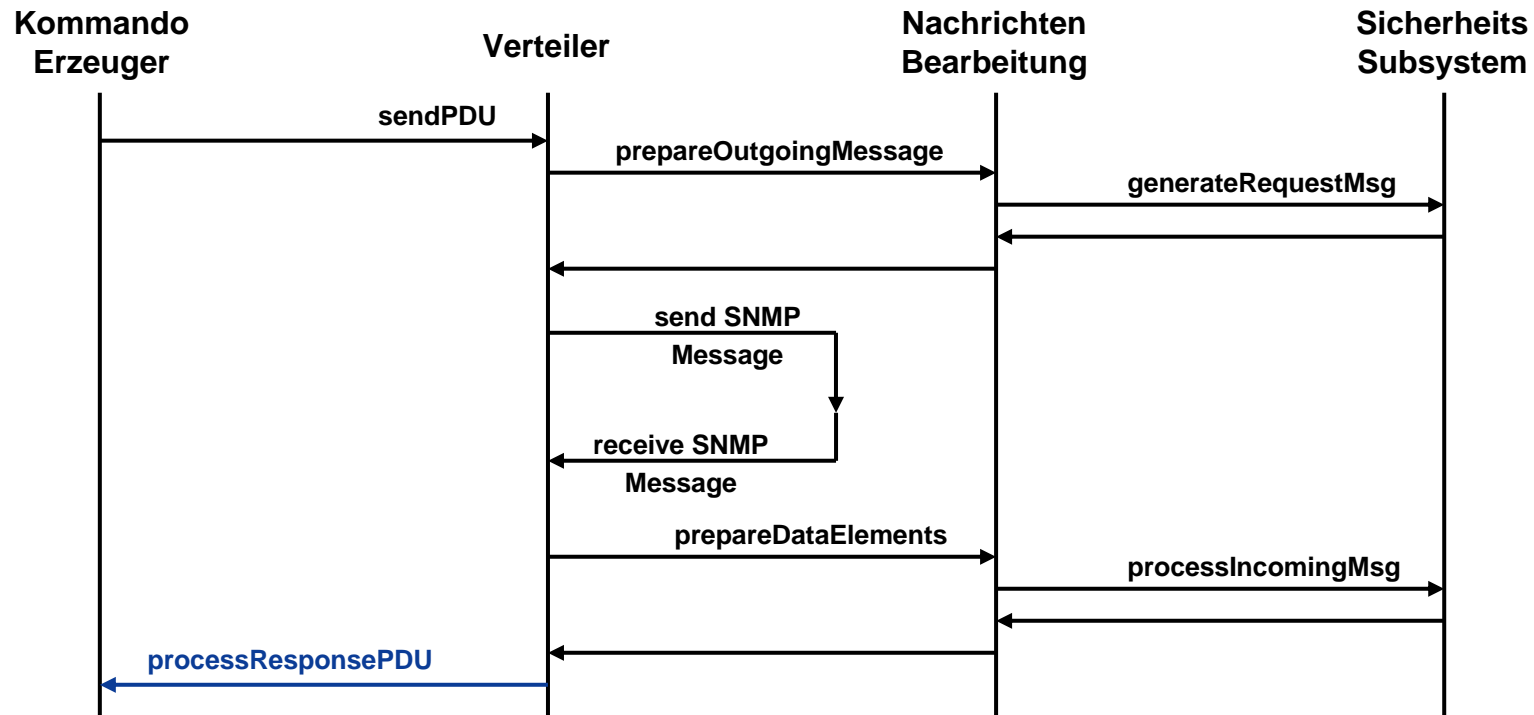 Kommando
Erzeuger
Verteiler
Nachrichten
Bearbeitung
Sicherheits
Subsystem
sendPDU
prepareOutgoingMessage
generateRequestMsg
send SNMP
Message
receive SNMP
Message
prepareDataElements
processIncomingMsg
processResponsePDU